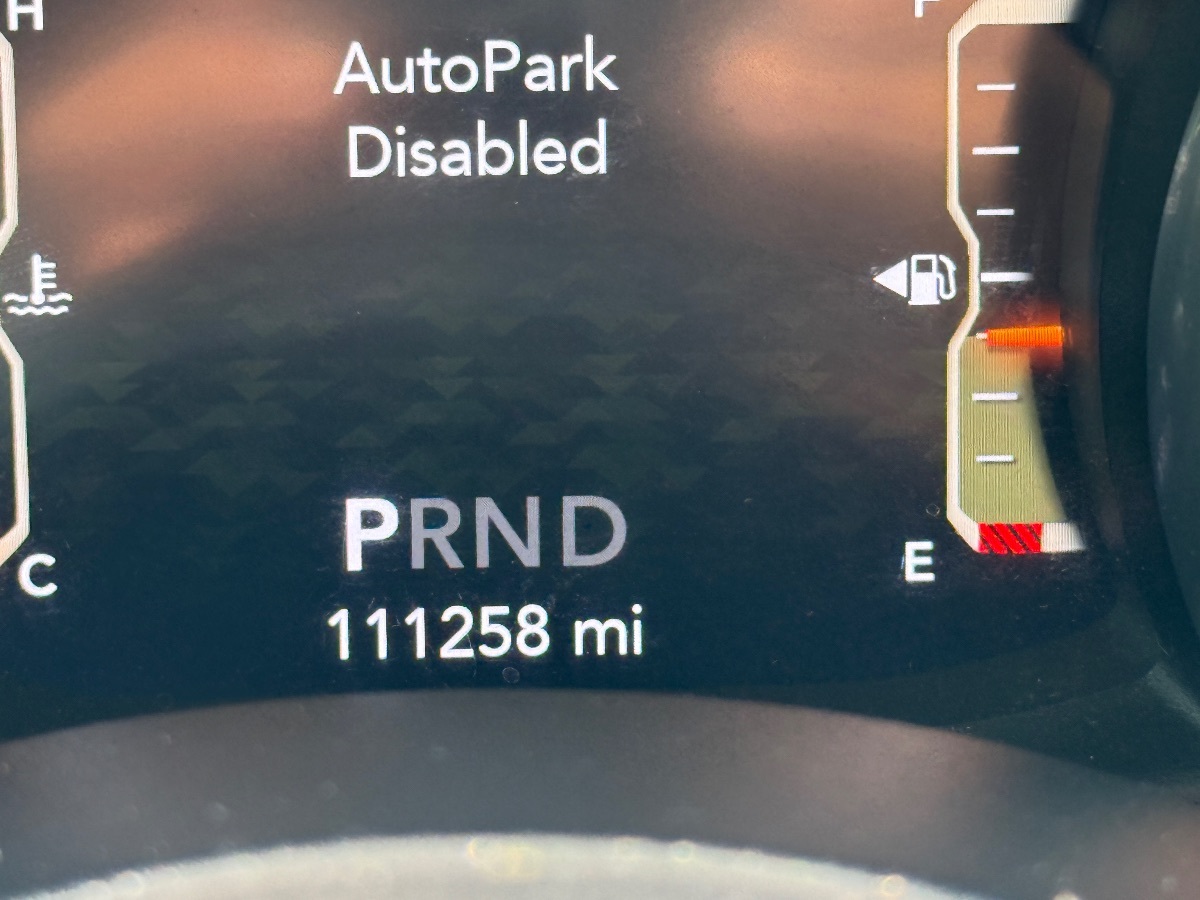 H
F
AutoPark
Disabled
PRND
E
C
111258 mi